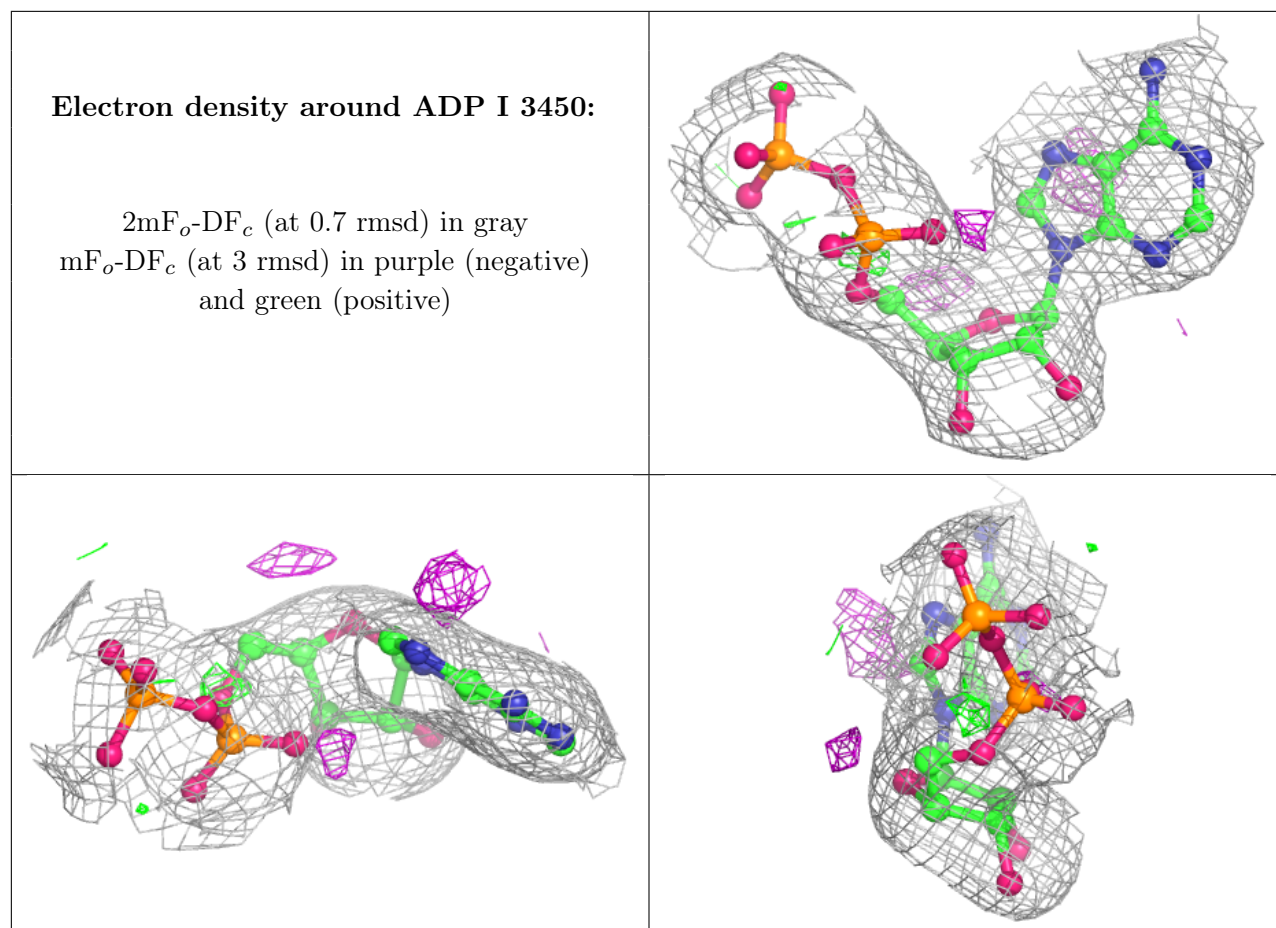 Electron density around ADP I 3450:
2mFo-DFc (at 0.7 rmsd) in gray
mFo-DFc (at 3 rmsd) in purple (negative)
and green (positive)